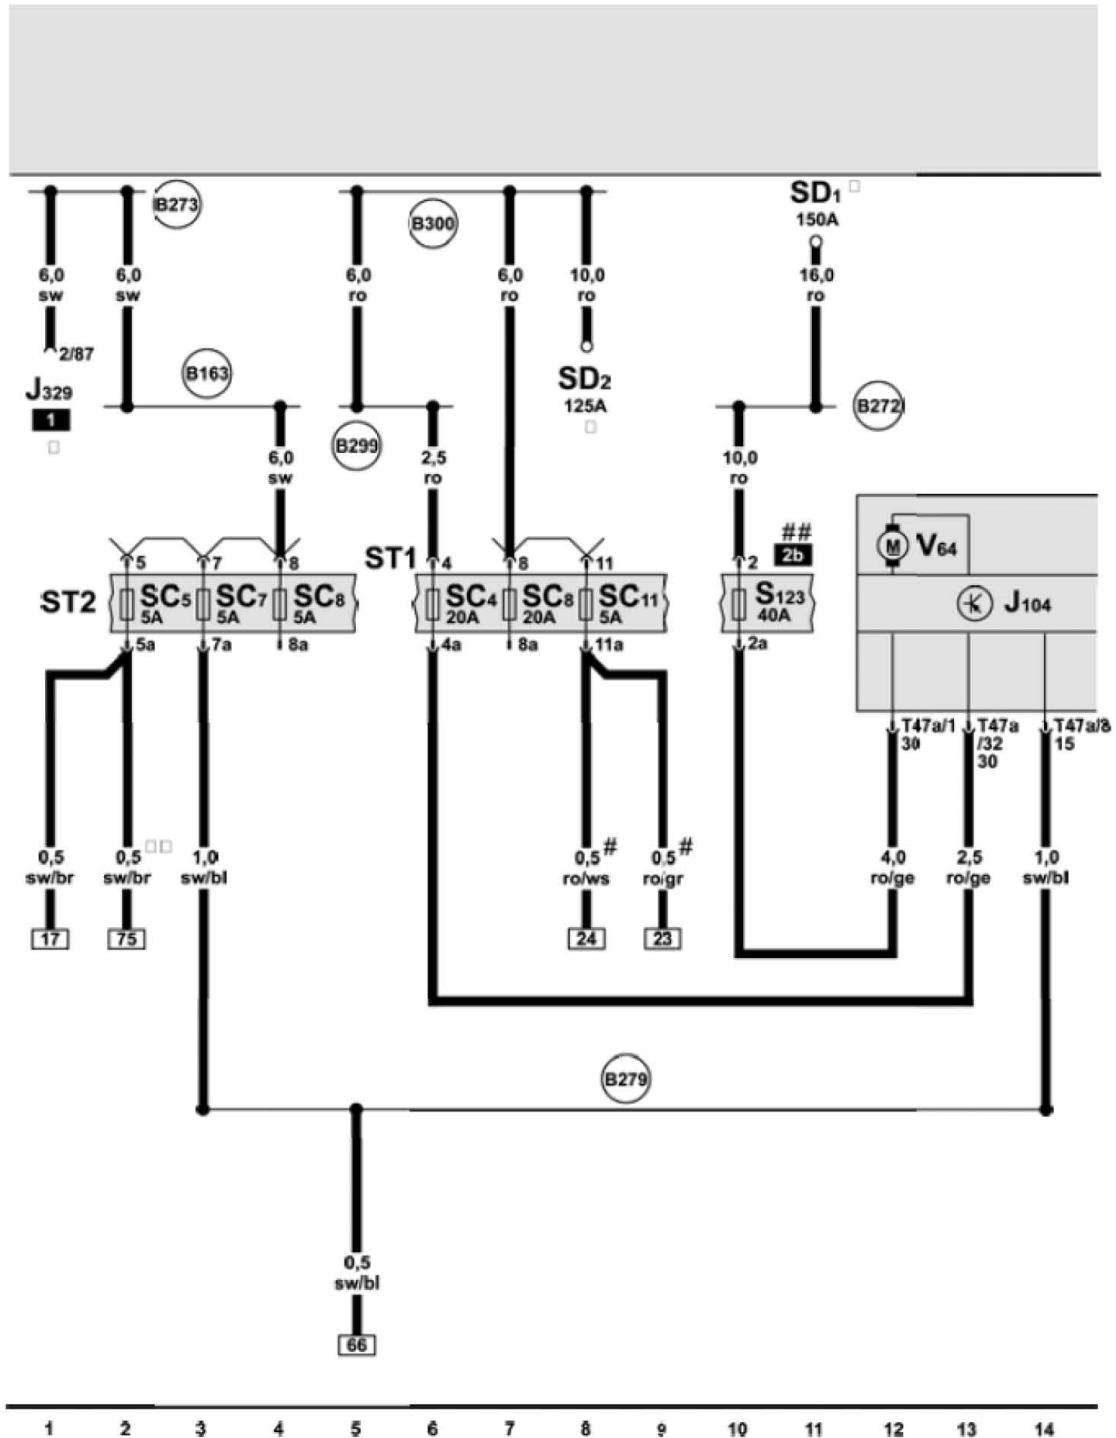 B273
B300
SD1
150A
6,0
sw
6,0
sw
6,0
ro
6,0
ro
10,0
ro
16,0
ro
2/87
J329
1
B163
SD2
125A
B272
B299
6,0
sw
2,5
ro
10,0
ro
##
2b
M
V64
ST1
5
7
8
4
8
11
2
ST2
SC5
5A
SC7
5A
SC8
5A
SC4
20A
SC8
20A
SC11
5A
S123
40A
J104
5a
7a
8a
4a
8a
11a
2a
T47a/1
30
T47a
/32
30
T47a/8
15
0,5
sw/br
0,5
sw/br
1,0
sw/bl
0,5 #
ro/ws
0,5 #
ro/gr
4,0
ro/ge
2,5
ro/ge
1,0
sw/bl
17
75
24
23
B279
0,5
sw/bl
66
1 2 3 4 5 6 7 8 9 10 11 12 13 14